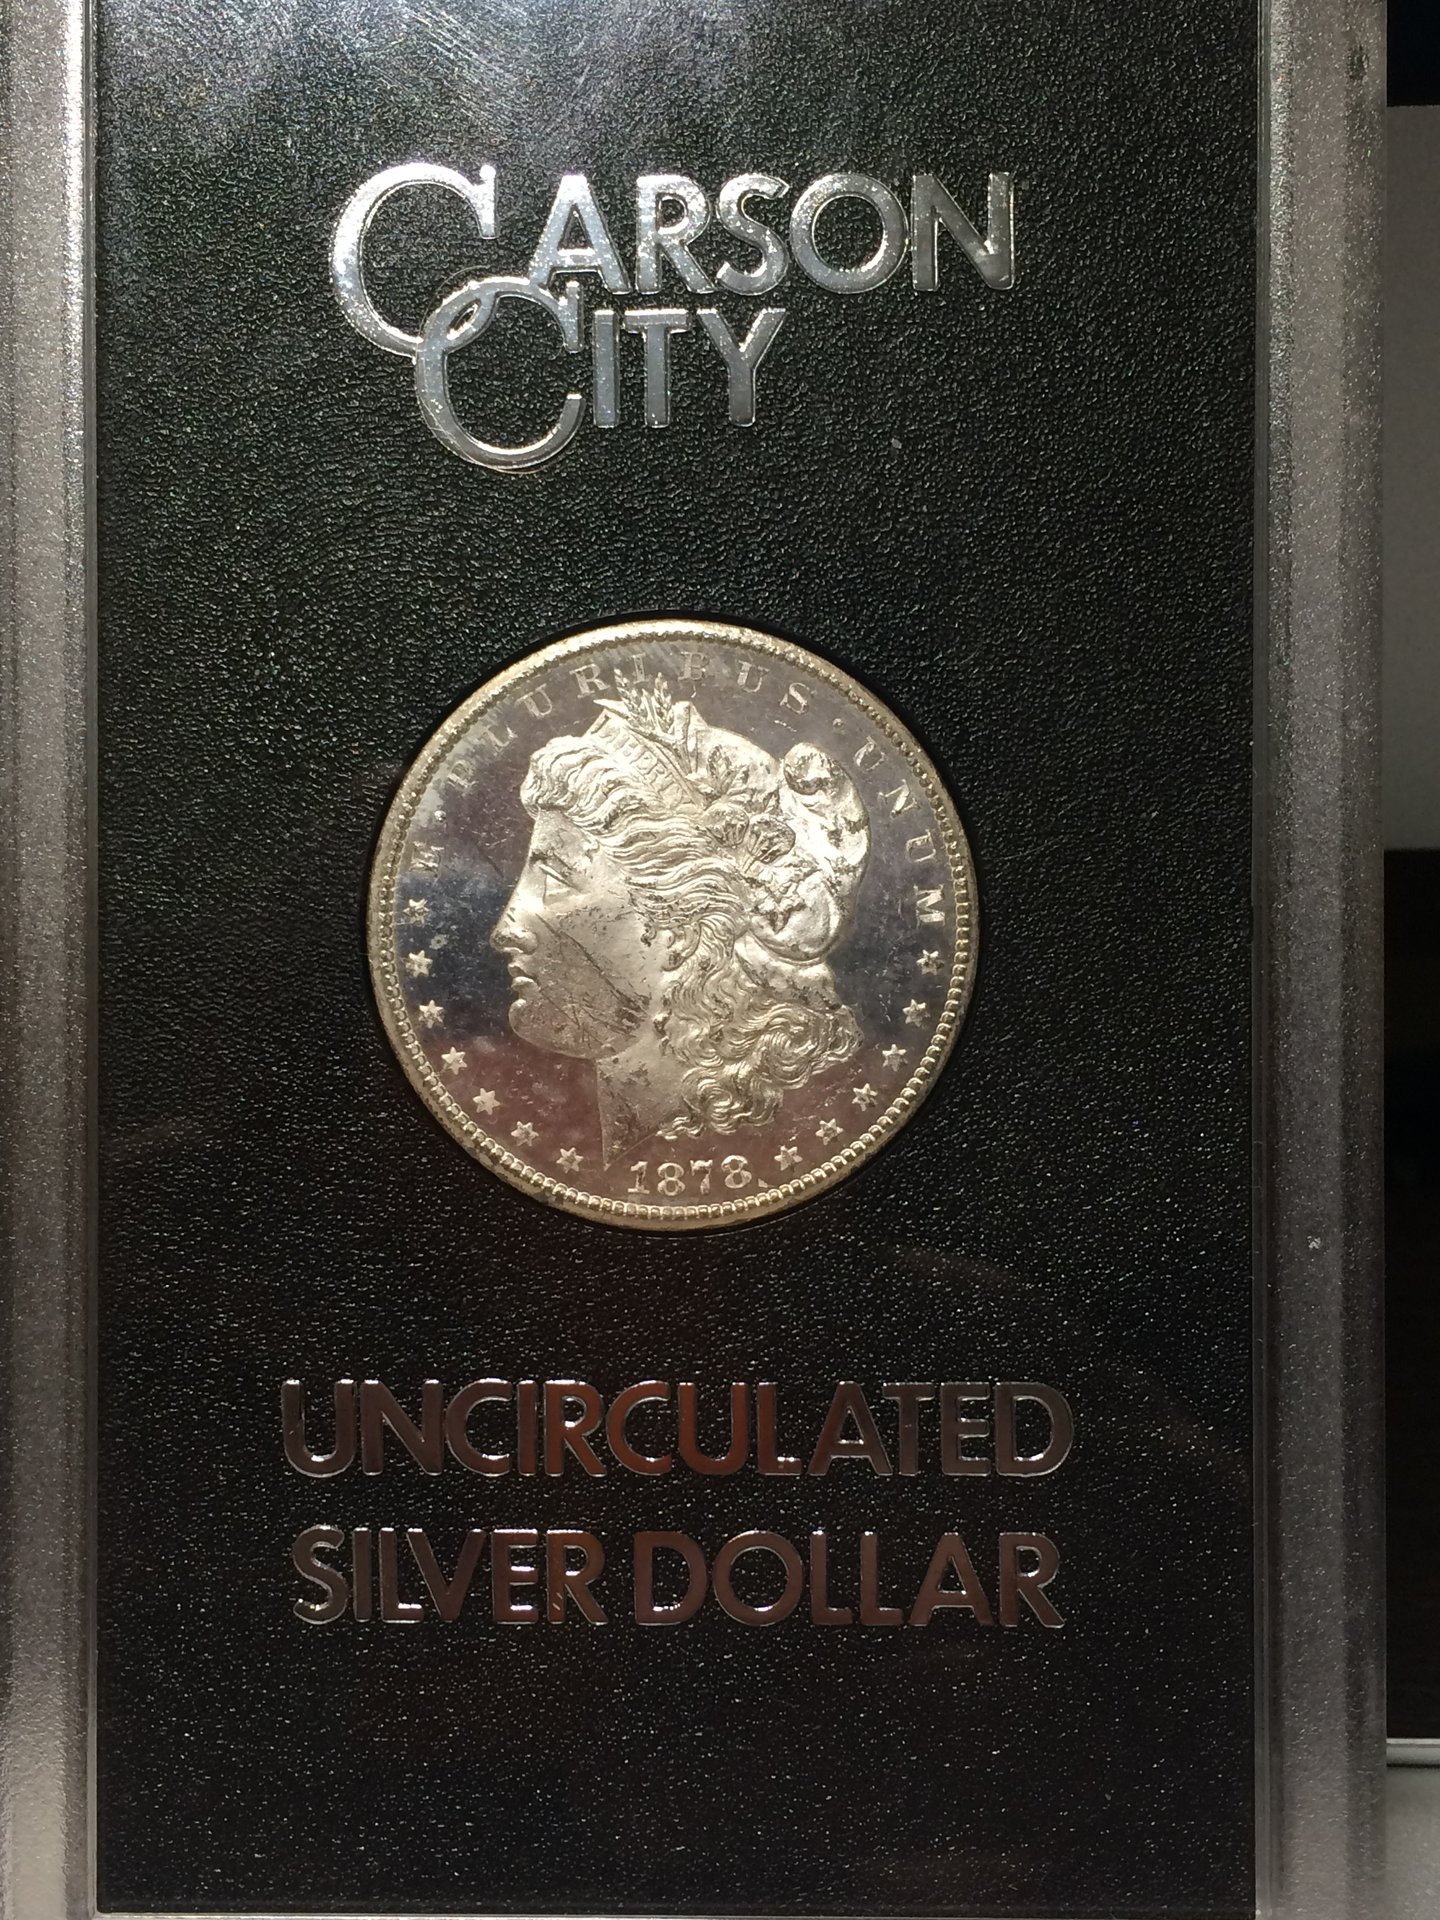 CARSON
CITY
E · PLURIBUS · UNUM
LIBERTY
1878
UNCIRCULATED
SILVER DOLLAR